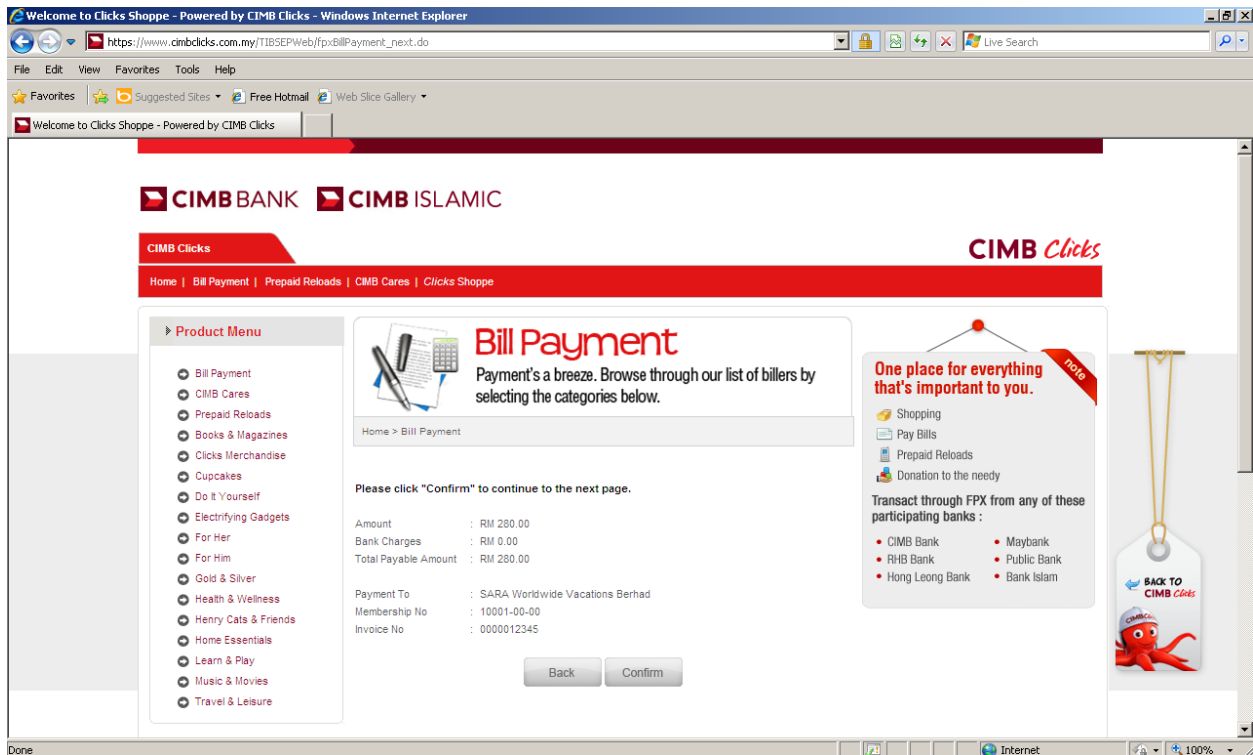 Welcome to Clicks Shoppe - Powered by CIMB Clicks - Windows Internet Explorer
https://www.cimbclicks.com.my/TIBSEPWeb/fpxBillPayment_next.do
Live Search
File Edit View Favorites Tools Help
Favorites Suggested Sites Free Hotmail Web Slice Gallery
Welcome to Clicks Shoppe - Powered by CIMB Clicks
CIMB BANK CIMB ISLAMIC
CIMB Clicks
CIMB Clicks
Home | Bill Payment | Prepaid Reloads | CIMB Cares | Clicks Shoppe
Product Menu
Bill Payment
CIMB Cares
Prepaid Reloads
Books & Magazines
Clicks Merchandise
Cupcakes
Do It Yourself
Electrifying Gadgets
For Her
For Him
Gold & Silver
Health & Wellness
Henry Cats & Friends
Home Essentials
Learn & Play
Music & Movies
Travel & Leisure
Bill Payment
Payment's a breeze. Browse through our list of billers by
selecting the categories below.
Home > Bill Payment
Please click "Confirm" to continue to the next page.
Amount : RM 280.00
Bank Charges : RM 0.00
Total Payable Amount : RM 280.00
Payment To : SARA Worldwide Vacations Berhad
Membership No : 10001-00-00
Invoice No : 0000012345
Back Confirm
note
One place for everything
that's important to you.
Shopping
Pay Bills
Prepaid Reloads
Donation to the needy
Transact through FPX from any of these
participating banks :
• CIMB Bank • Maybank
• RHB Bank • Public Bank
• Hong Leong Bank • Bank Islam
BACK TO
CIMB Clicks
Done
Internet
100%